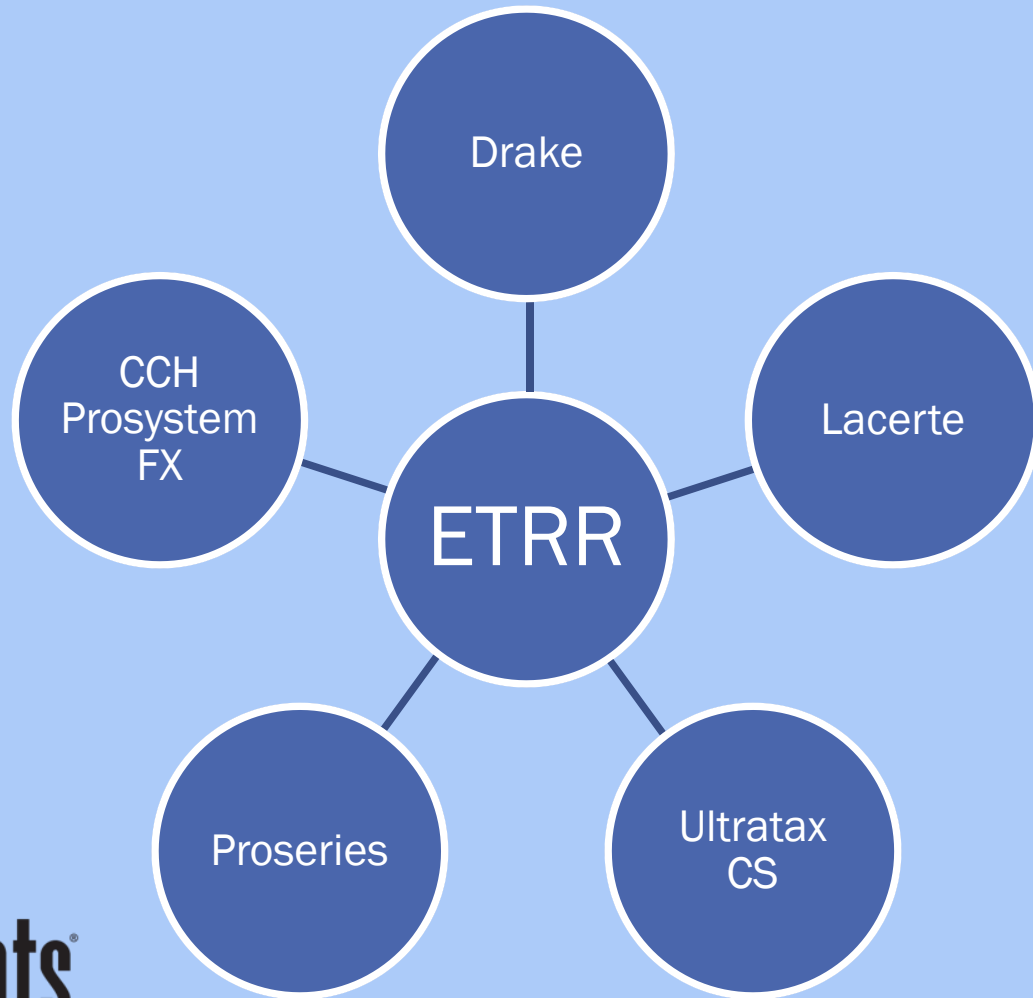 Drake
CCH
Prosystem
FX
Lacerte
ETRR
Proseries
Ultratax
CS